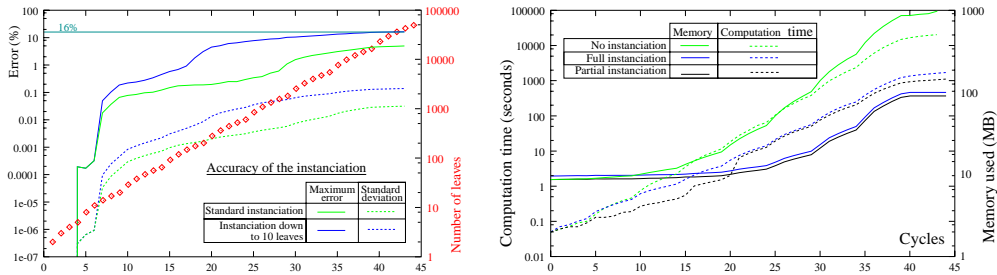 16%
Error (%)
100
10
1
0.1
0.01
0.001
0.0001
1e-05
1e-06
1e-07
0 5 10 15 20 25 30 35 40 45
100000
10000
1000
100
10
1
Number of leaves
Accuracy of the instanciation
Maximum error
Standard deviation
Standard instanciation
Instanciation down to 10 leaves
Computation time (seconds)
100000
10000
1000
100
10
1
0.1
0.01
0 5 10 15 20 25 30 35 40 45
1000
100
10
1
Memory used (MB)
Memory Computation time
No instanciation
Full instanciation
Partial instanciation
Cycles